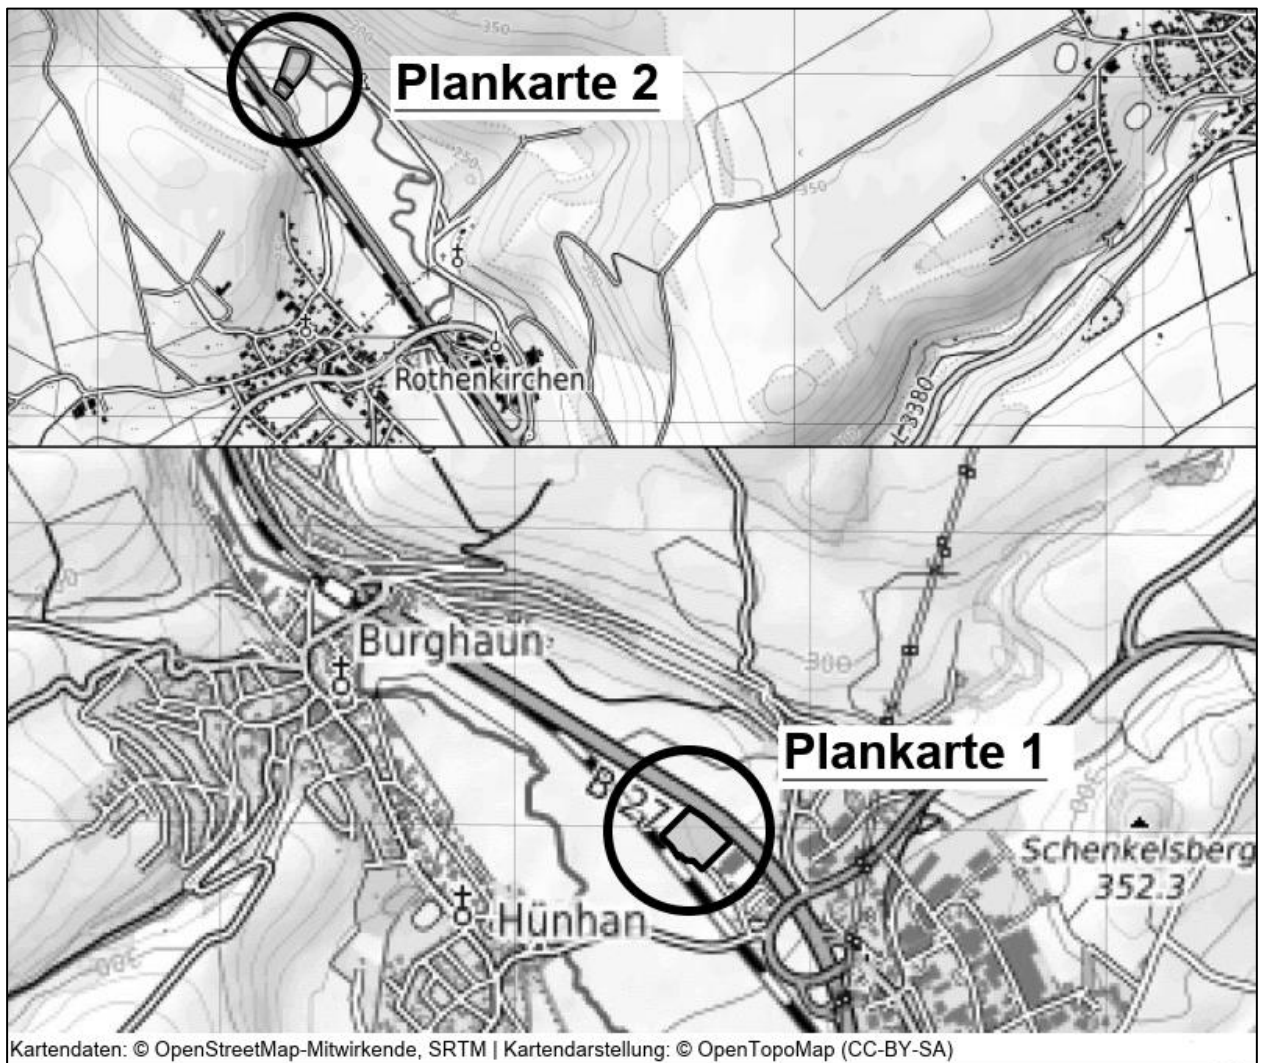 350
Plankarte 2
250
350
300
Rothenkirchen
L-3380
Burghaun
300
Plankarte 1
B 27
Schenkelsberg
352.3
Hünhan
300
Kartendaten: © OpenStreetMap-Mitwirkende, SRTM | Kartendarstellung: © OpenTopoMap (CC-BY-SA)